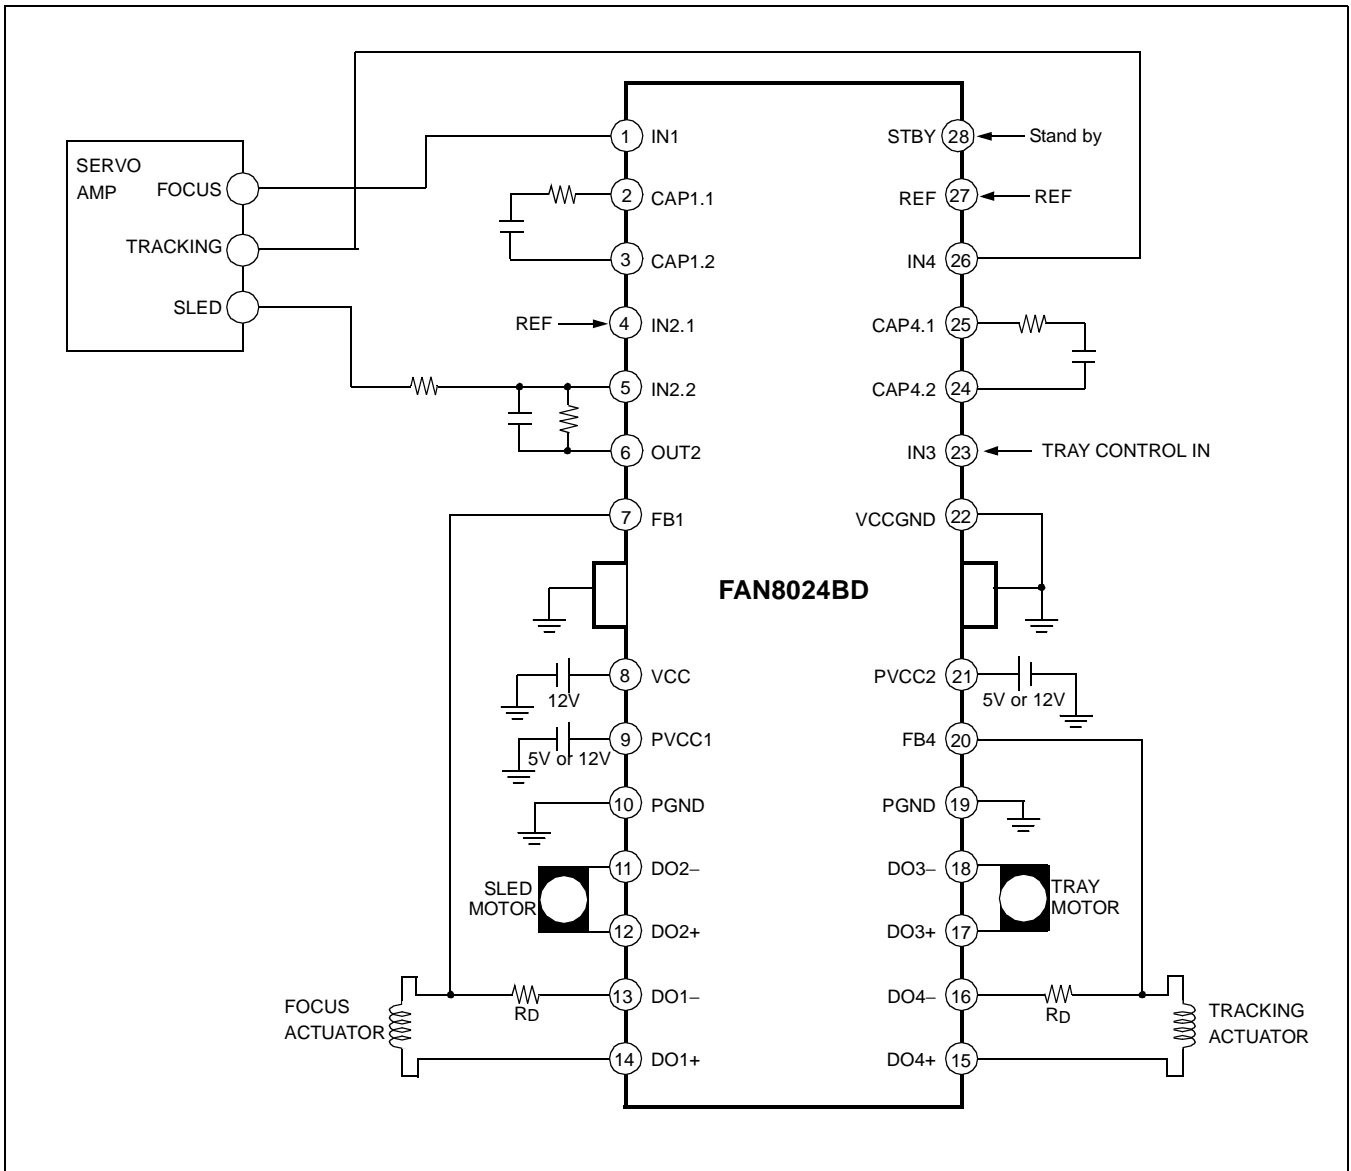 SERVO
AMP
FOCUS
TRACKING
SLED
1 IN1
2 CAP1.1
3 CAP1.2
REF 4 IN2.1
5 IN2.2
6 OUT2
7 FB1
8 VCC
12V
9 PVCC1
5V or 12V
10 PGND
11 DO2−
SLED
MOTOR
12 DO2+
13 DO1−
RD
FOCUS
ACTUATOR
14 DO1+
FAN8024BD
STBY 28 Stand by
REF 27 REF
IN4 26
CAP4.1 25
CAP4.2 24
IN3 23 TRAY CONTROL IN
VCCGND 22
PVCC2 21
5V or 12V
FB4 20
PGND 19
DO3− 18
TRAY
MOTOR
DO3+ 17
DO4− 16
RD
TRACKING
ACTUATOR
DO4+ 15